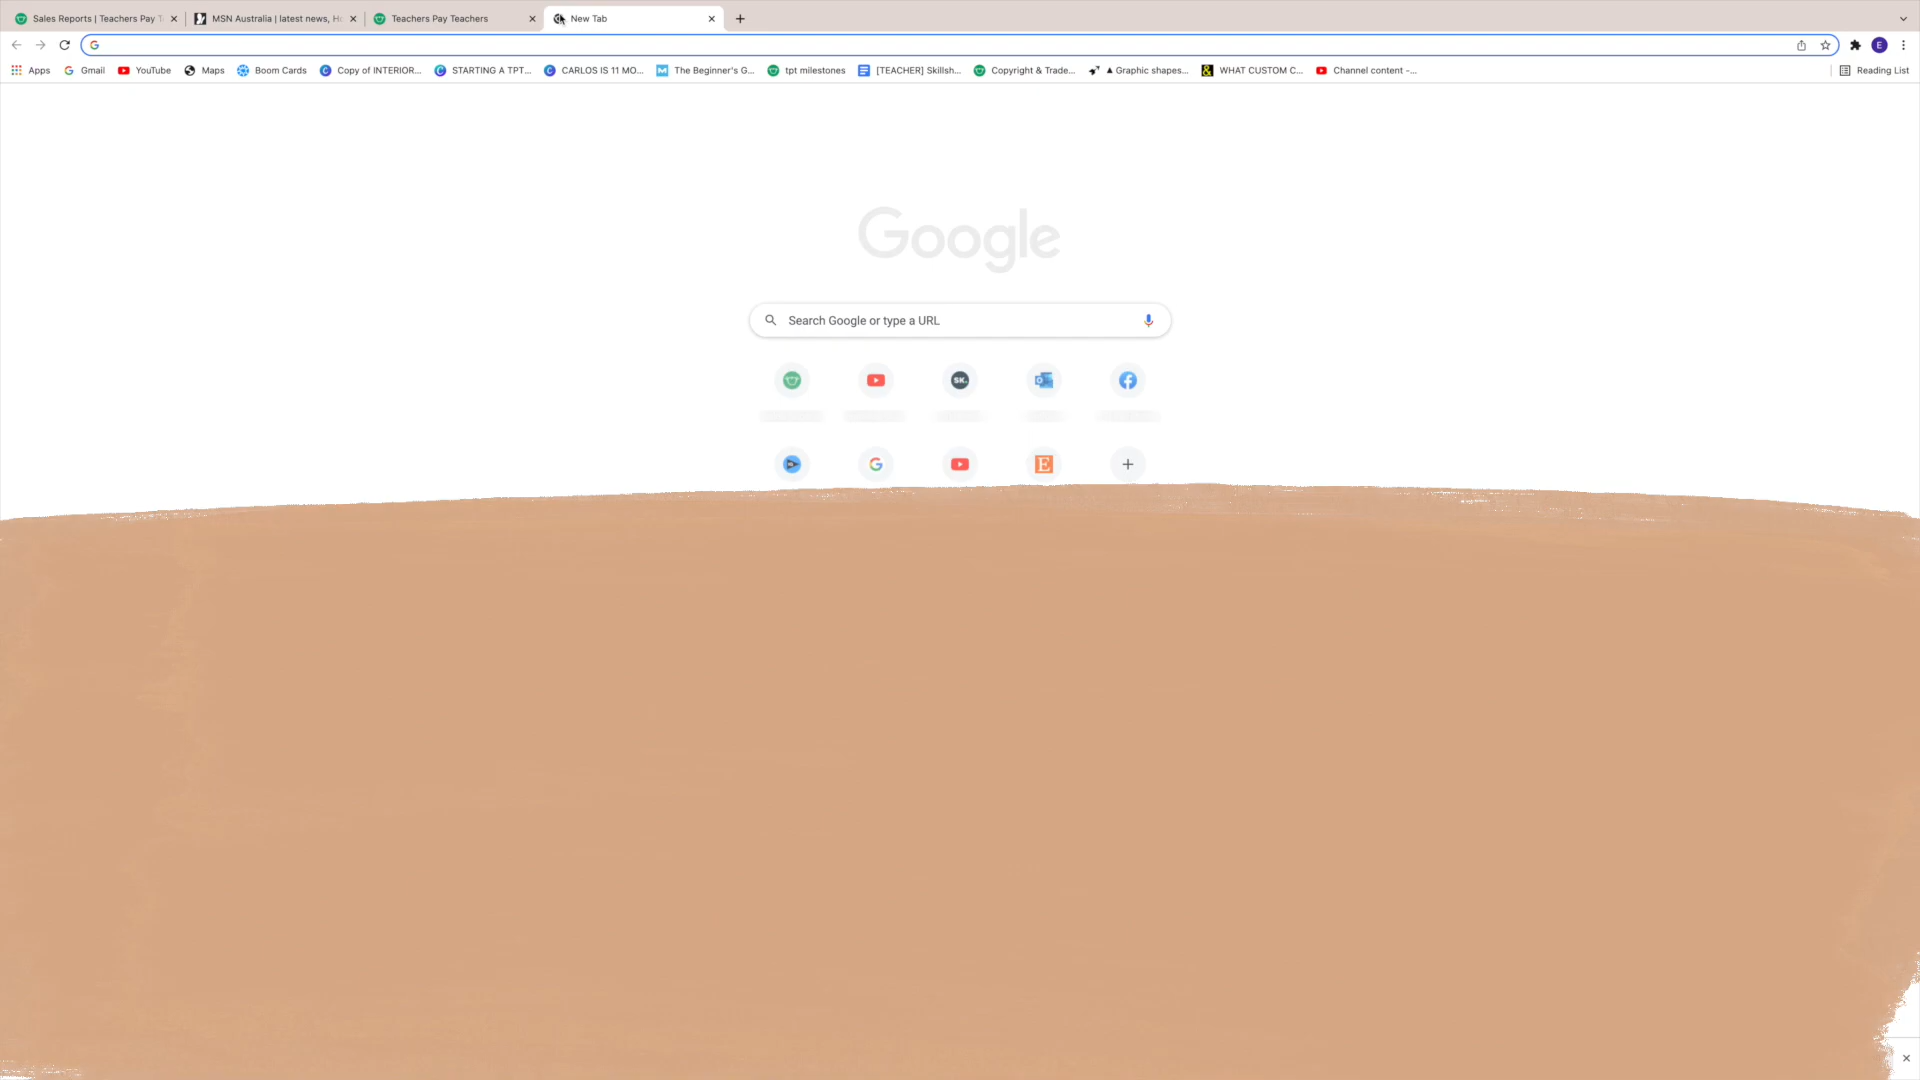 Sales Reports | Teachers Pay T
MSN Australia | latest news, Ho
Teachers Pay Teachers
New Tab
Apps
Gmail
YouTube
Maps
Boom Cards
Copy of INTERIOR...
STARTING A TPT...
CARLOS IS 11 MO...
The Beginner's G...
tpt milestones
[TEACHER] Skillsh...
Copyright & Trade...
▲ Graphic shapes...
WHAT CUSTOM C...
Channel content -...
Reading List
E
Google
Search Google or type a URL
SK.
E